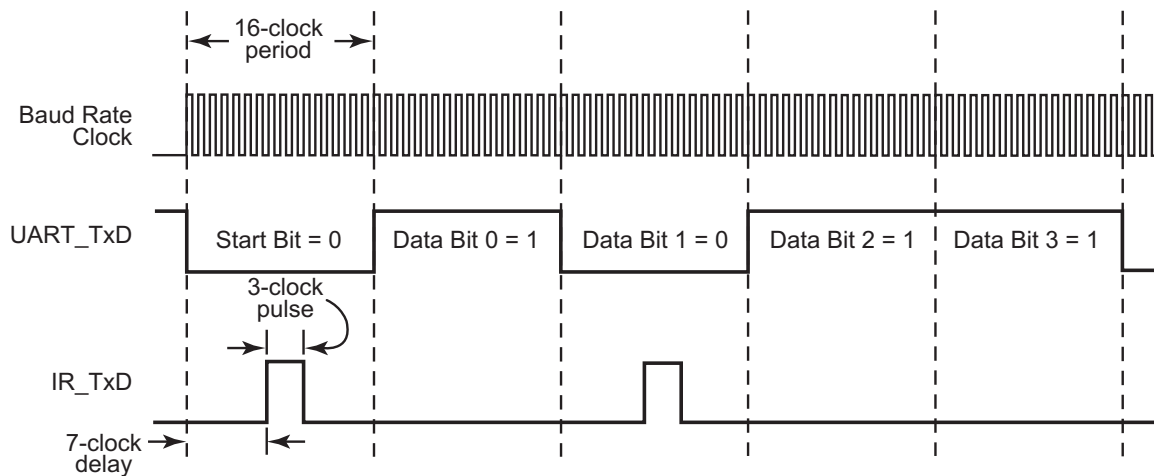 16-clock
period
Baud Rate
Clock
UART_TxD
Start Bit = 0
Data Bit 0 = 1
Data Bit 1 = 0
Data Bit 2 = 1
Data Bit 3 = 1
3-clock
pulse
IR_TxD
7-clock
delay